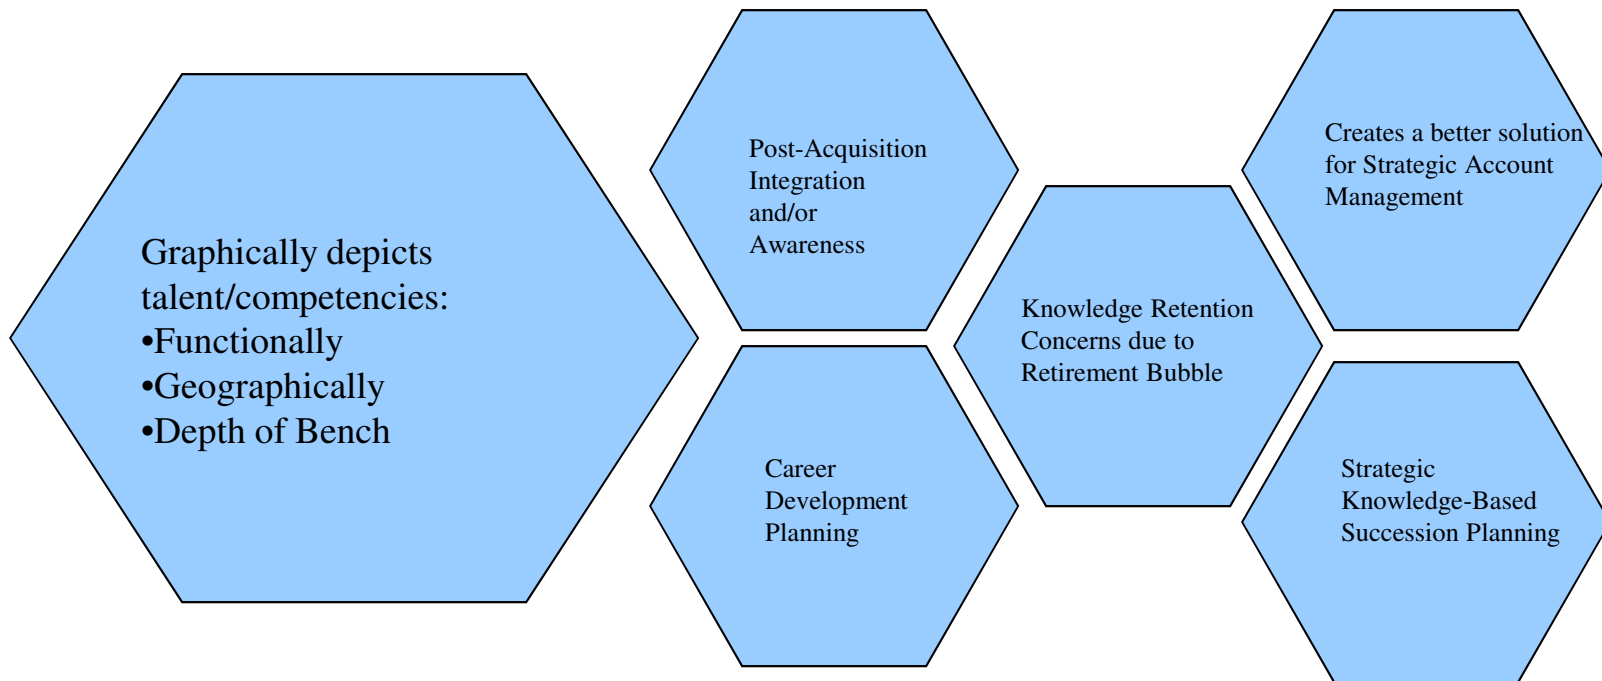 Graphically depicts
talent/competencies:
•Functionally
•Geographically
•Depth of Bench
Post-Acquisition
Integration
and/or
Awareness
Career
Development
Planning
Knowledge Retention
Concerns due to
Retirement Bubble
Creates a better solution
for Strategic Account
Management
Strategic
Knowledge-Based
Succession Planning